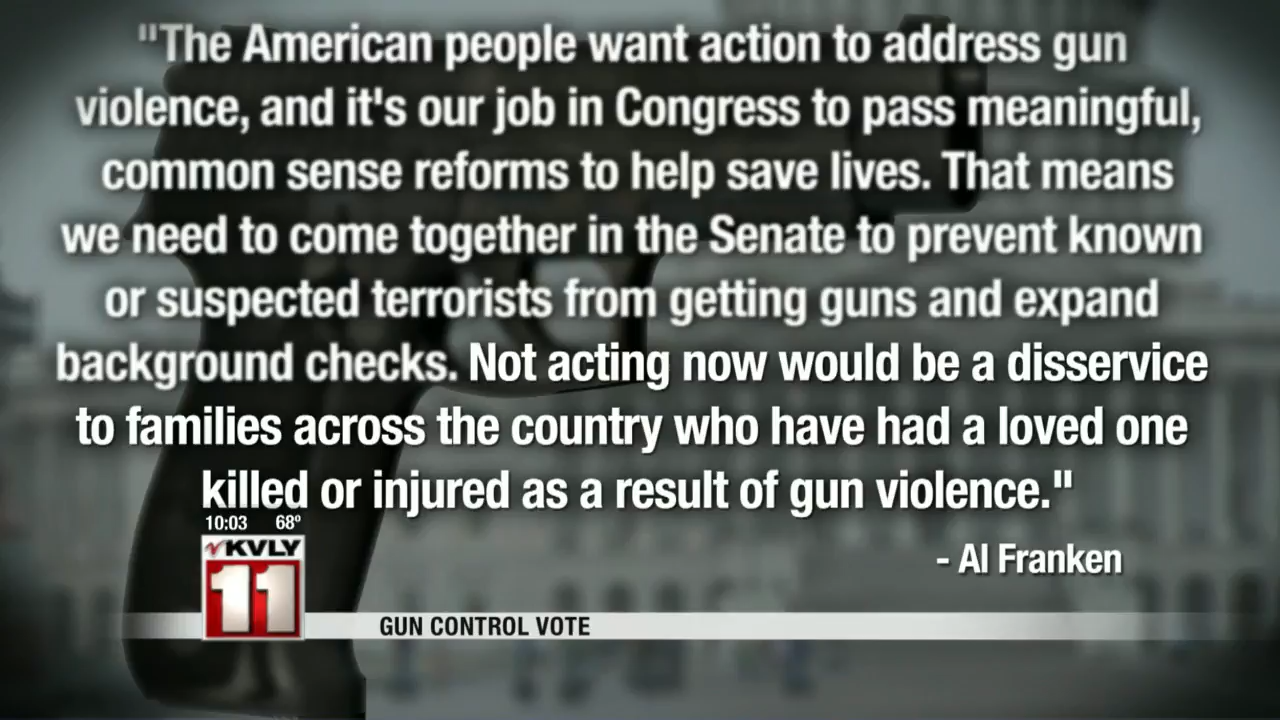 "The American people want action to address gun
violence, and it's our job in Congress to pass meaningful,
common sense reforms to help save lives. That means
we need to come together in the Senate to prevent known
or suspected terrorists from getting guns and expand
background checks. Not acting now would be a disservice
to families across the country who have had a loved one
killed or injured as a result of gun violence."
- Al Franken
10:03 68°
KVLY
11
GUN CONTROL VOTE